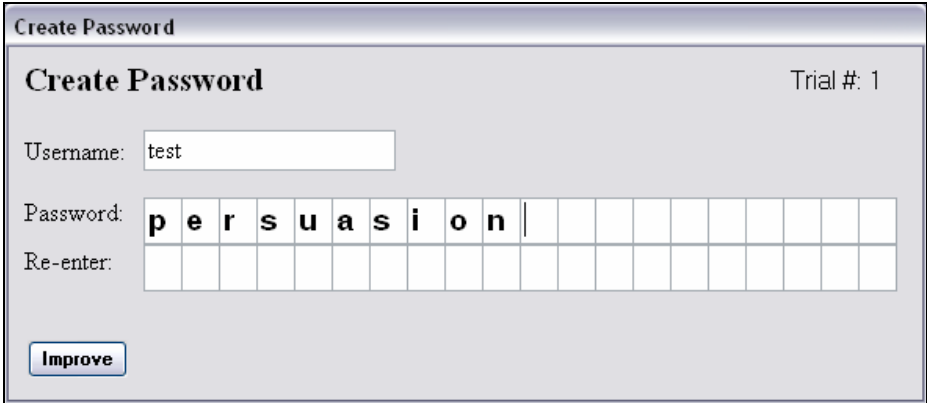 Create Password
Create Password Trial #: 1
Username: test
Password: p e r s u a s i o n
Re-enter:
Improve